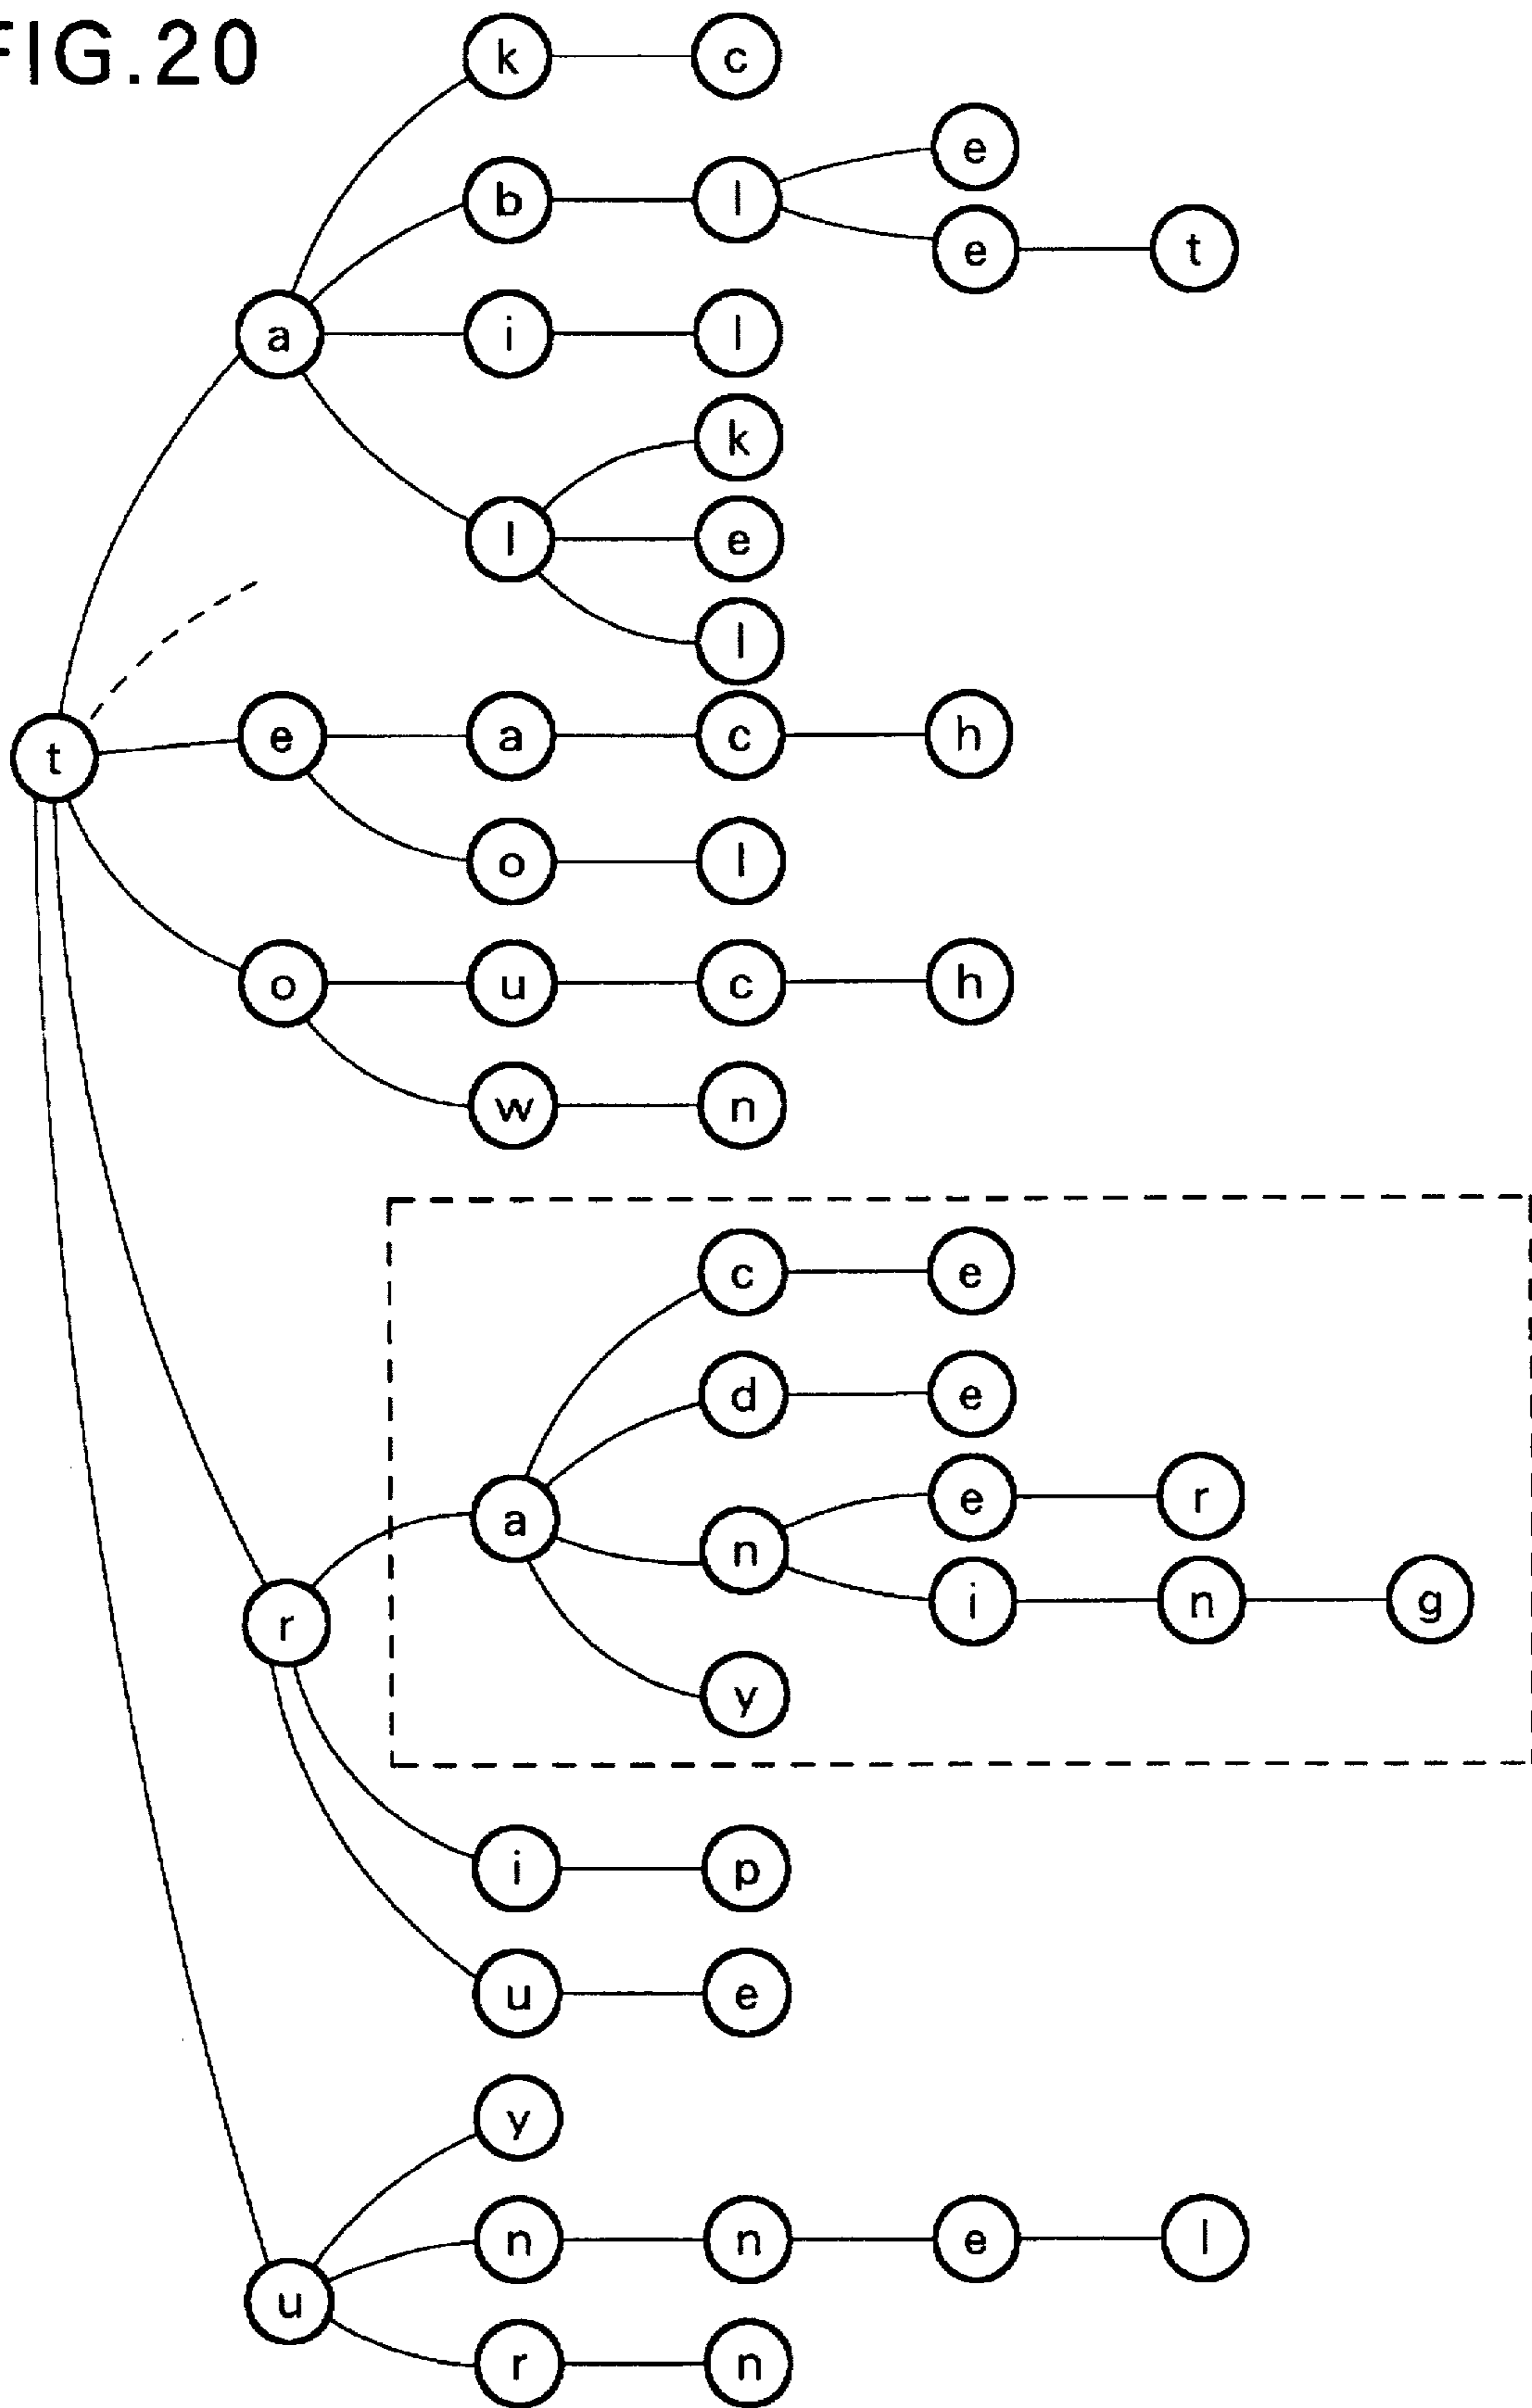 FIG.20
k c
e
b l
e t
a i l
k
l e
l
t e a c h
o l
o u c h
w n
c e
d e
a n e r
r i n g
y
i p
u e
y
n n e l
u
r n